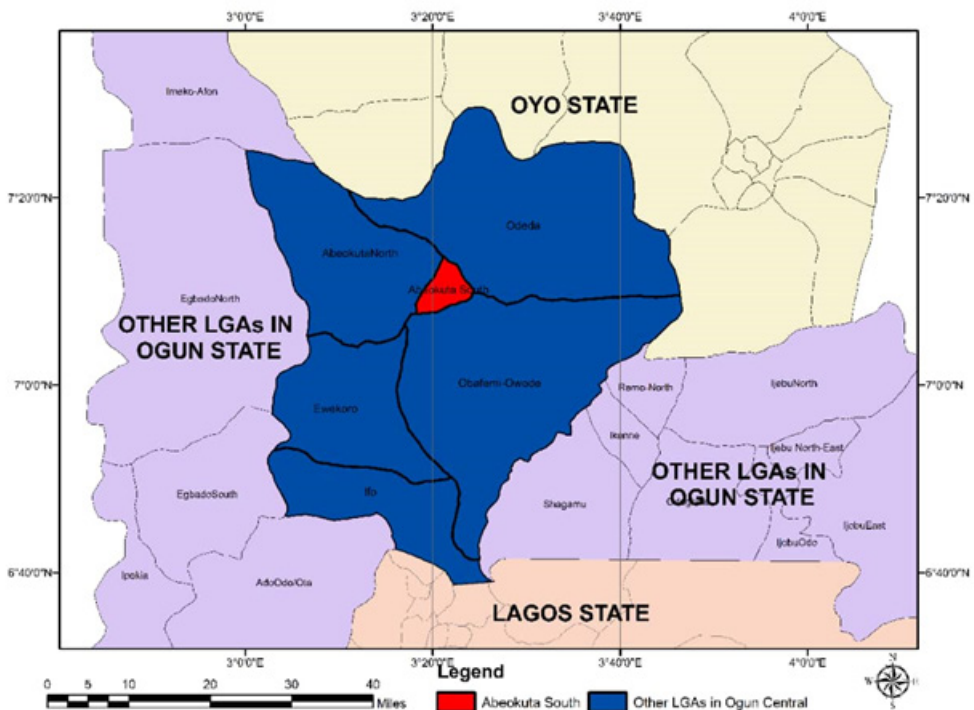 3°0'0"E 3°20'0"E 3°40'0"E 4°0'0"E
Imeko-Afon
OYO STATE
7°20'0"N 7°20'0"N
Odeda
AbeokutaNorth
Abeokuta South
EgbadoNorth
OTHER LGAs IN
OGUN STATE
7°0'0"N 7°0'0"N
Obafemi-Owode
Remo-North
IjebuNorth
Ewekoro
Ikenne
Ijebu North-East
OTHER LGAs IN
OGUN STATE
Ifo
EgbadoSouth
Shagamu
IjebuEast
IjebuOdo
6°40'0"N 6°40'0"N
Ipokia
AdoOdo/Ota
LAGOS STATE
3°0'0"E 3°20'0"E 3°40'0"E 4°0'0"E
Legend
N
W E
S
0 5 10 20 30 40
Miles
Abeokuta South
Other LGAs in Ogun Central